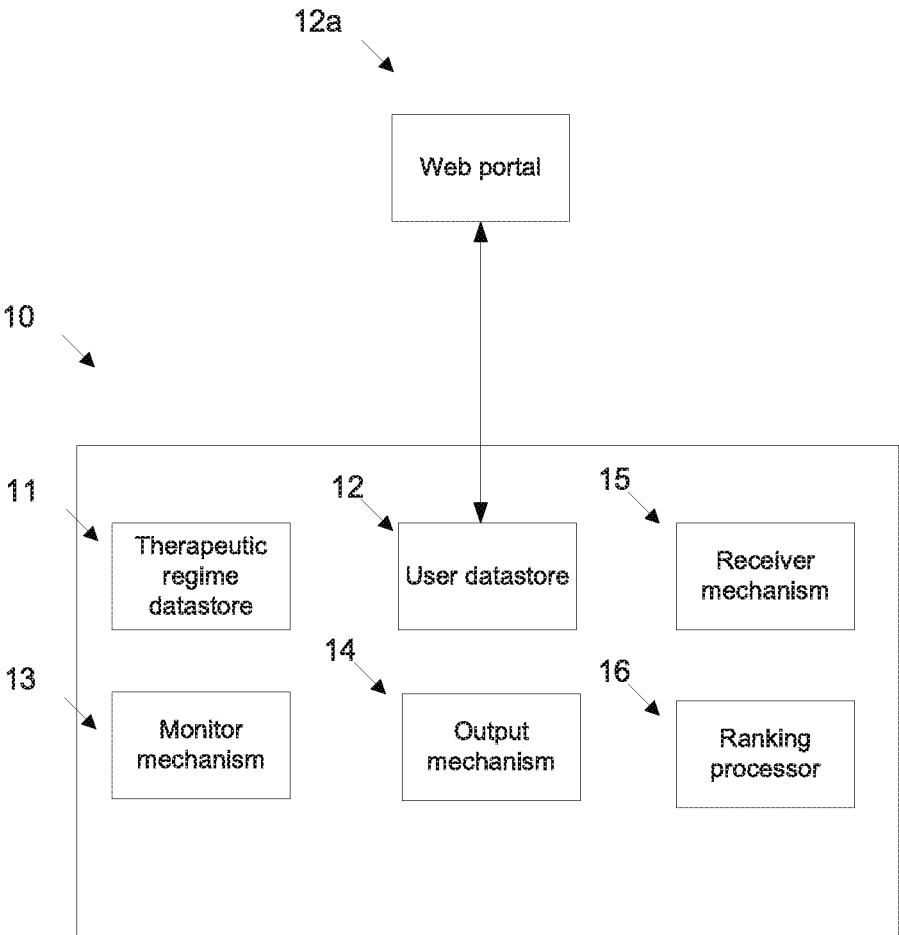 12a
Web portal
10
11
Therapeutic
regime
datastore
12
User datastore
15
Receiver
mechanism
13
Monitor
mechanism
14
Output
mechanism
16
Ranking
processor